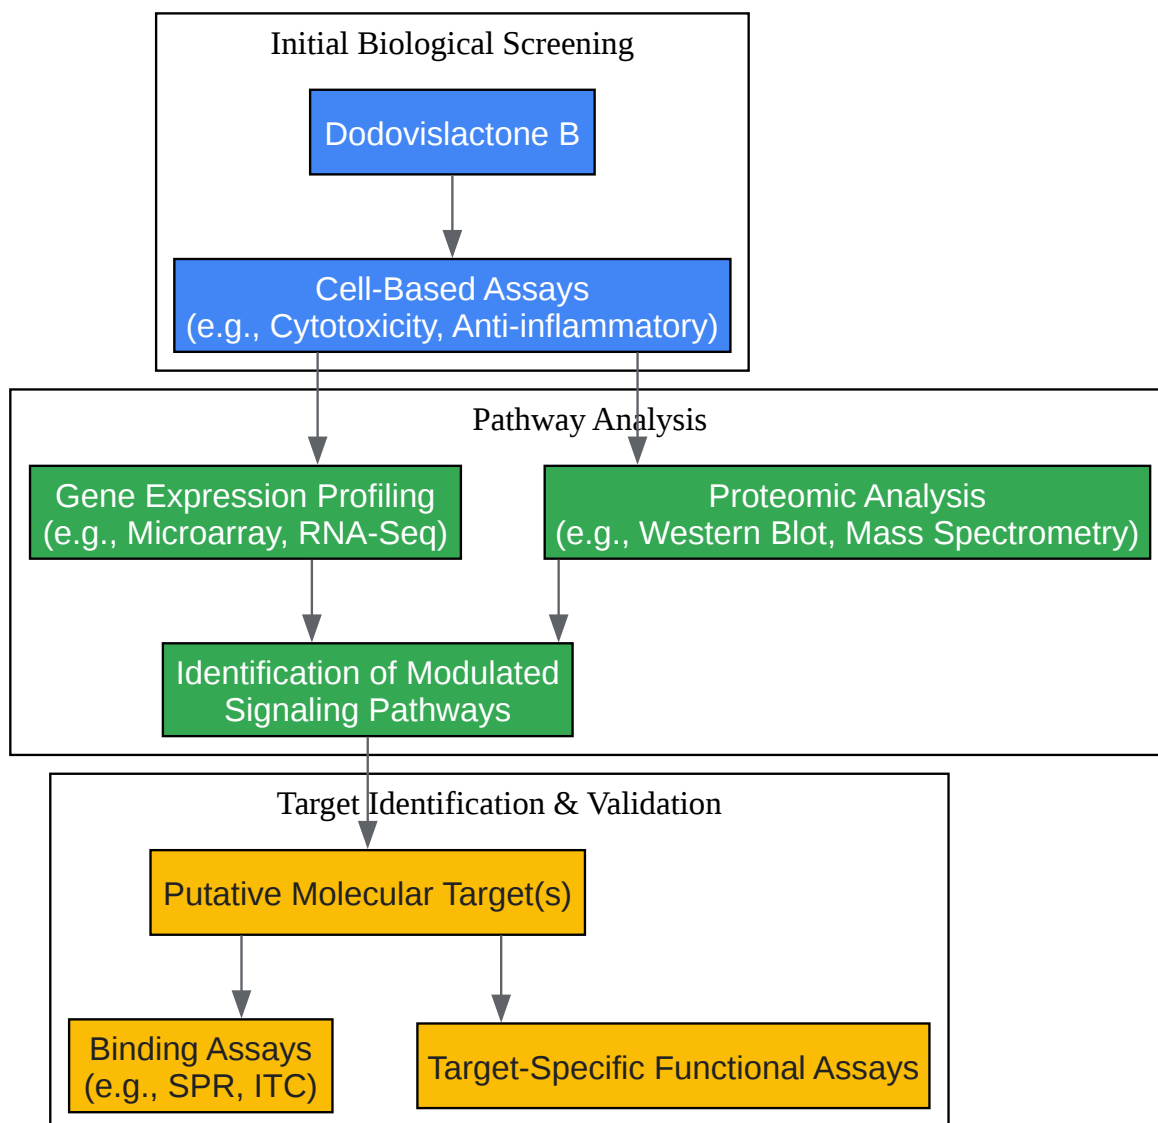 Initial Biological Screening
Dodovislactone B
Cell-Based Assays
(e.g., Cytotoxicity, Anti-inflammatory)
Pathway Analysis
Gene Expression Profiling
(e.g., Microarray, RNA-Seq)
Proteomic Analysis
(e.g., Western Blot, Mass Spectrometry)
Identification of Modulated
Signaling Pathways
Target Identification & Validation
Putative Molecular Target(s)
Binding Assays
(e.g., SPR, ITC)
Target-Specific Functional Assays